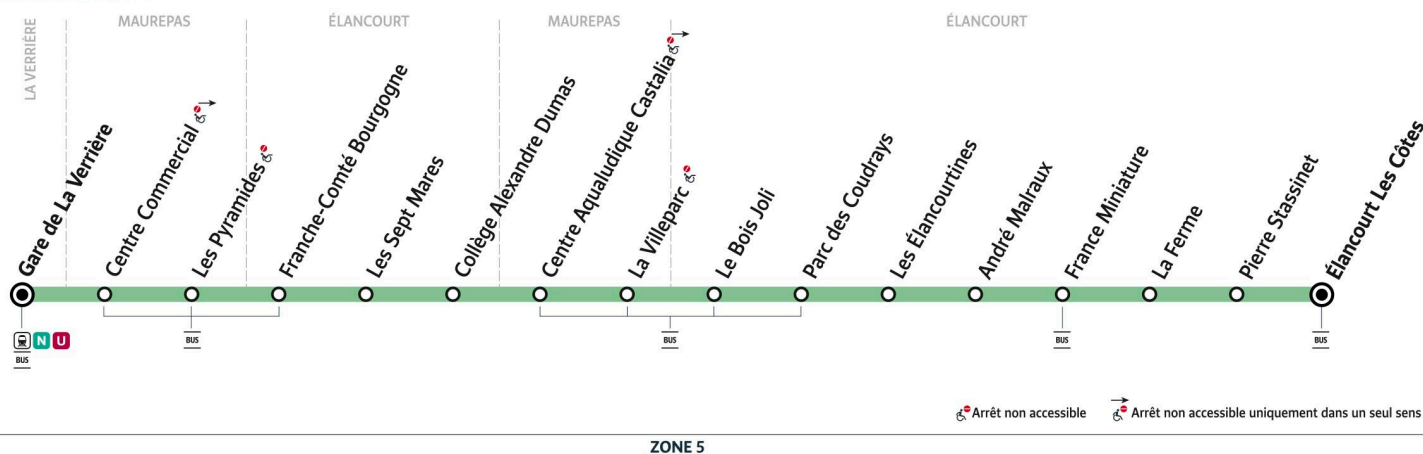 LA VERRIÈRE
MAUREPAS
ÉLANCOURT
MAUREPAS
ÉLANCOURT
Gare de La Verrière
Centre Commercial
Les Pyramides
Franche-Comté Bourgogne
Les Sept Mares
Collège Alexandre Dumas
Centre Aqualudique Castalia
La Villeparc
Le Bois Joli
Parc des Coudrays
Les Élancourtines
André Malraux
France Miniature
La Ferme
Pierre Stassinet
Élancourt Les Côtes
N U
BUS
BUS
BUS
BUS
BUS
Arrêt non accessible
Arrêt non accessible uniquement dans un seul sens
ZONE 5